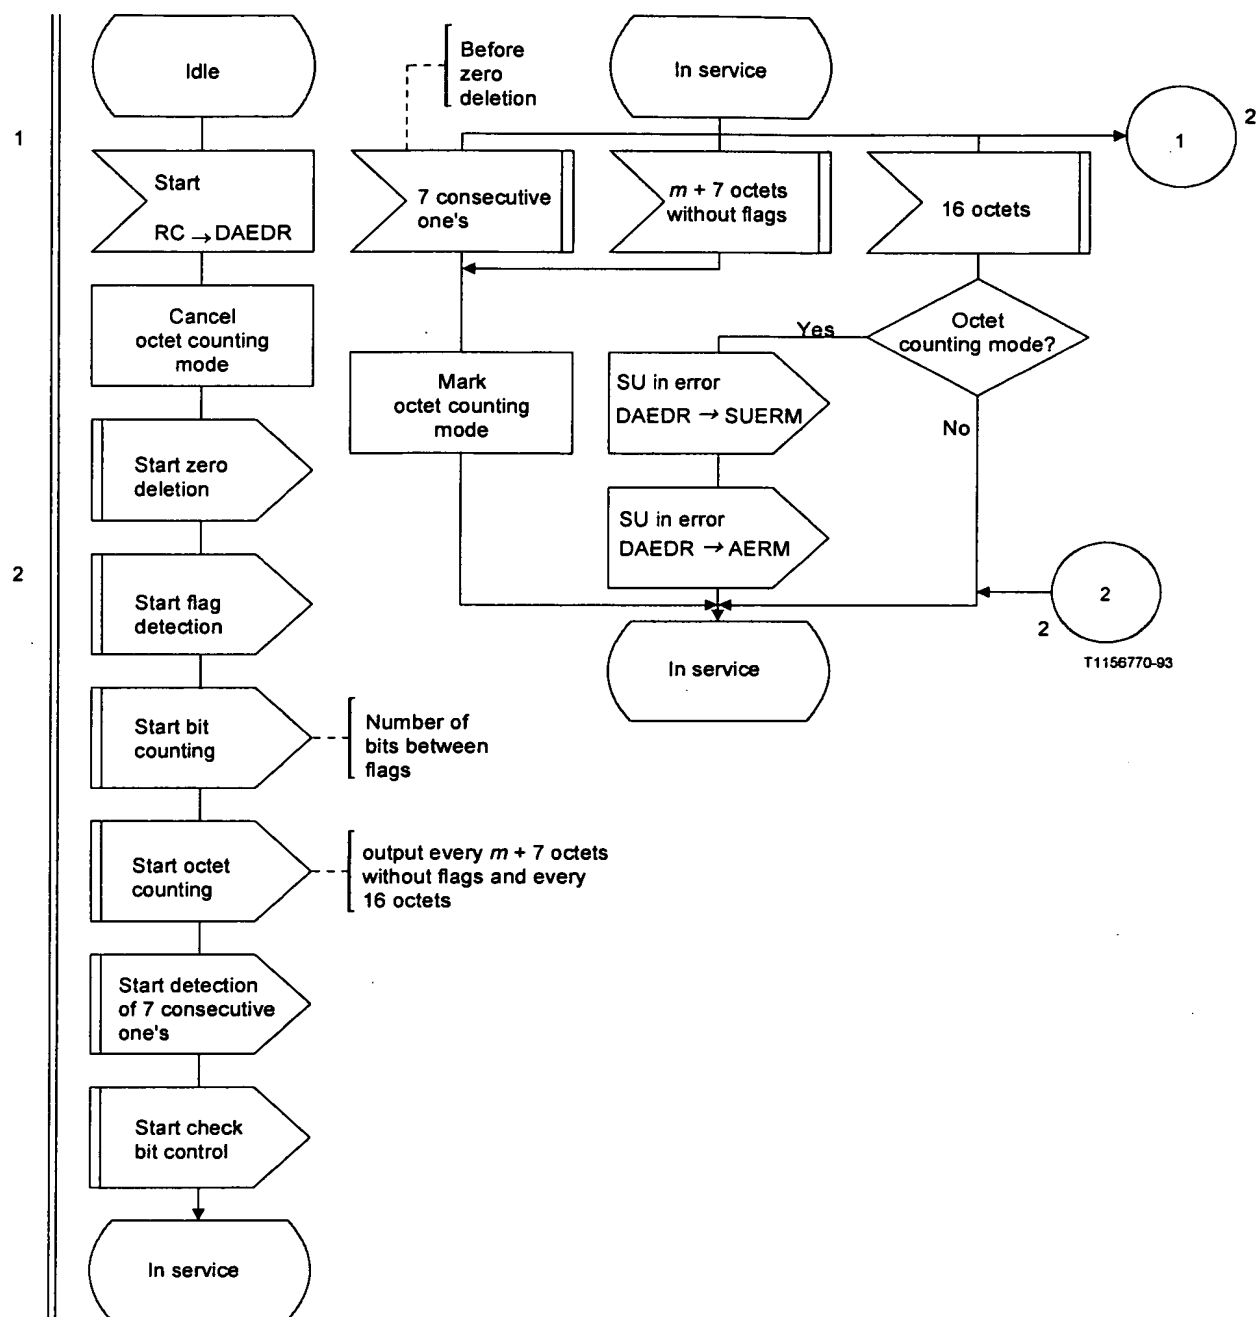 Idle
Start
RC → DAEDR
Cancel
octet counting
mode
Start zero
deletion
Start flag
detection
Start bit
counting
Number of
bits between
flags
Start octet
counting
output every m + 7 octets
without flags and every
16 octets
Start detection
of 7 consecutive
one's
Start check
bit control
In service
1
2
Before
zero
deletion
In service
1
2
7 consecutive
one's
m + 7 octets
without flags
16 octets
Mark
octet counting
mode
Octet
counting mode?
Yes
No
SU in error
DAEDR → SUERM
SU in error
DAEDR → AERM
In service
2
2
T1156770-93